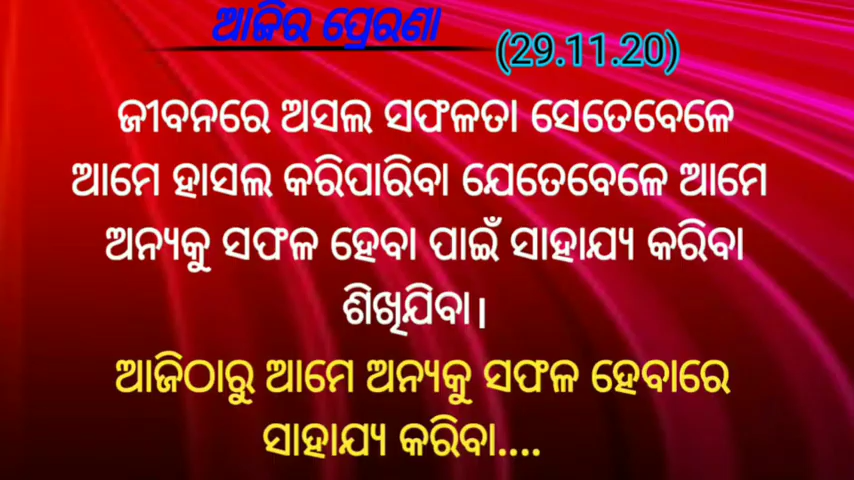 ଆଜିର ପ୍ରେରଣା
(29.11.20)
ଜୀବନରେ ଅସଲ ସଫଳତା ସେତେବେଳେ
ଆମେ ହାସଲ କରିପାରିବା ଯେତେବେଳେ ଆମେ
ଅନ୍ୟକୁ ସଫଳ ହେବା ପାଇଁ ସାହାଯ୍ୟ କରିବା
ଶିଖିଯିବା।
ଆଜିଠାରୁ ଆମେ ଅନ୍ୟକୁ ସଫଳ ହେବାରେ
ସାହାଯ୍ୟ କରିବା....